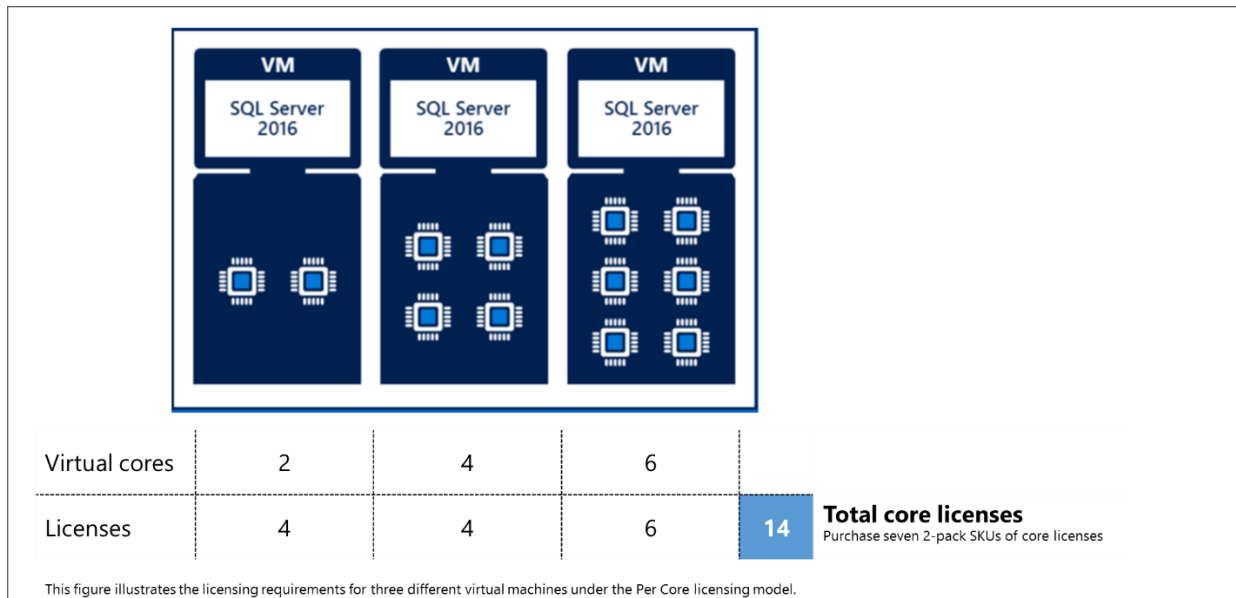 VM VM VM
SQL Server SQL Server SQL Server
2016 2016 2016
Virtual cores 2 4 6
Licenses 4 4 6 14 Total core licenses
Purchase seven 2-pack SKUs of core licenses
This figure illustrates the licensing requirements for three different virtual machines under the Per Core licensing model.